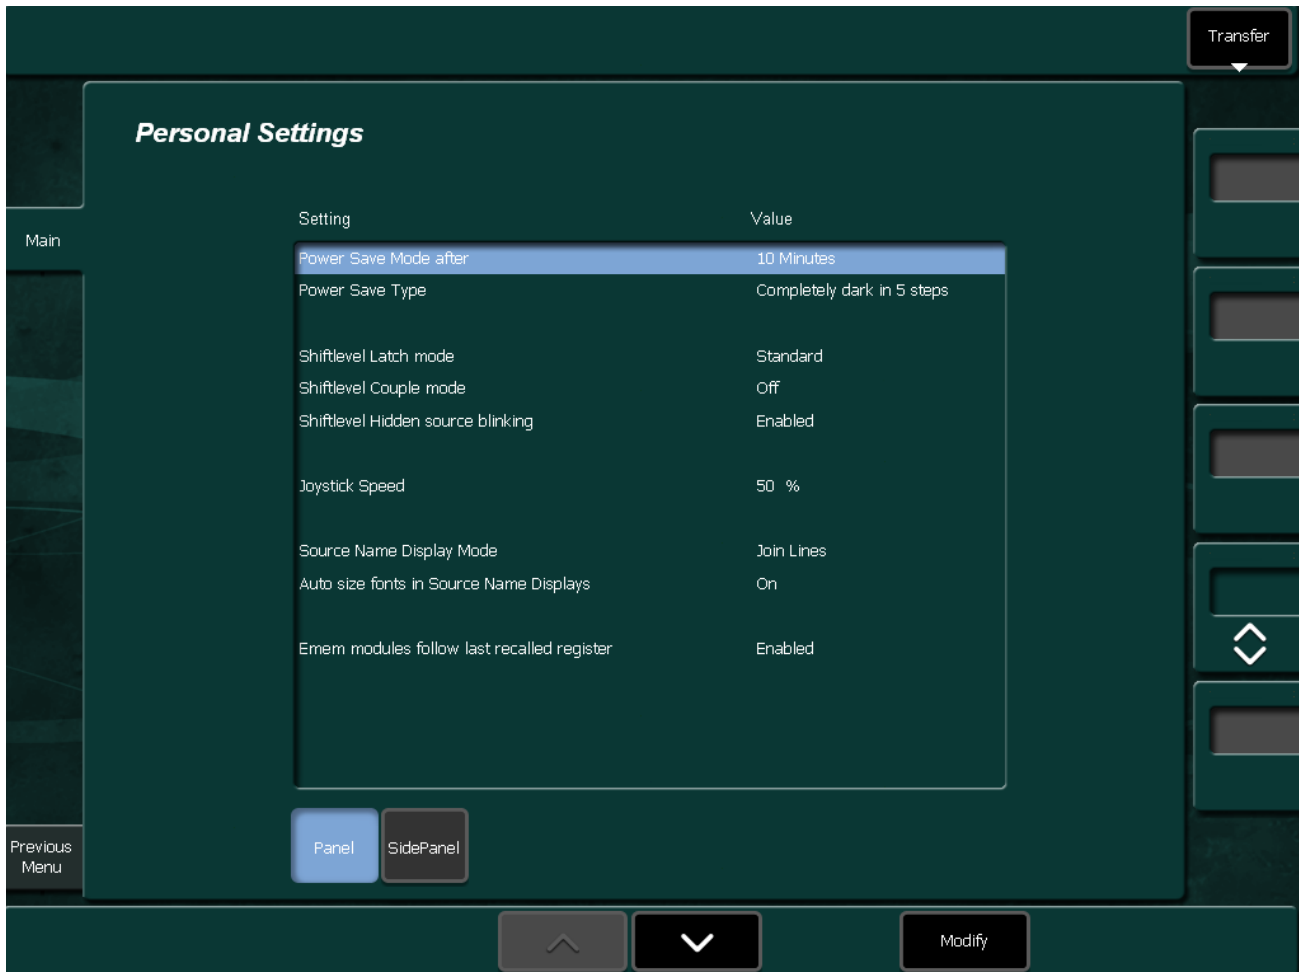 Transfer
Personal Settings
Setting Value
Main
Power Save Mode after 10 Minutes
Power Save Type Completely dark in 5 steps
Shiftlevel Latch mode Standard
Shiftlevel Couple mode Off
Shiftlevel Hidden source blinking Enabled
Joystick Speed 50 %
Source Name Display Mode Join Lines
Auto size fonts in Source Name Displays On
Emem modules follow last recalled register Enabled
Previous
Menu
Panel SidePanel
Modify